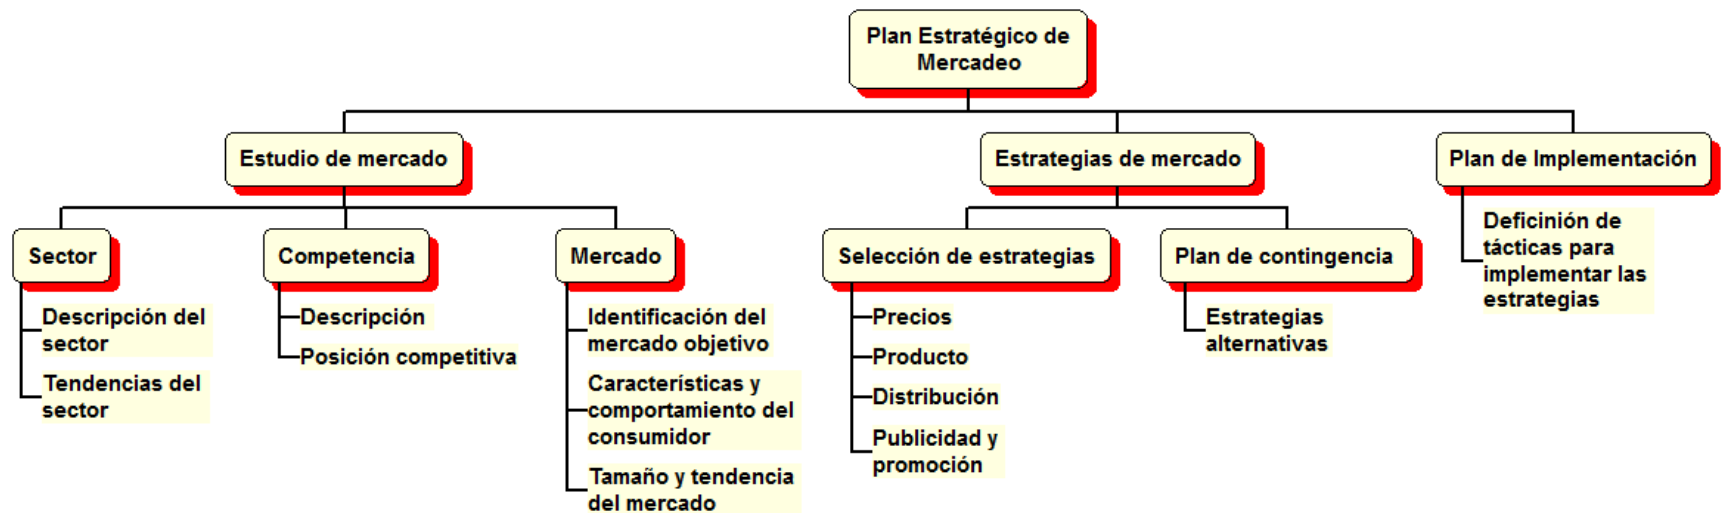 Plan Estratégico de
Mercadeo
Estudio de mercado
Estrategias de mercado
Plan de Implementación
Sector
Descripción del
sector
Tendencias del
sector
Competencia
Descripción
Posición competitiva
Mercado
Identificación del
mercado objetivo
Características y
comportamiento del
consumidor
Tamaño y tendencia
del mercado
Selección de estrategias
Precios
Producto
Distribución
Publicidad y
promoción
Plan de contingencia
Estrategias
alternativas
Deficinión de
tácticas para
implementar las
estrategias